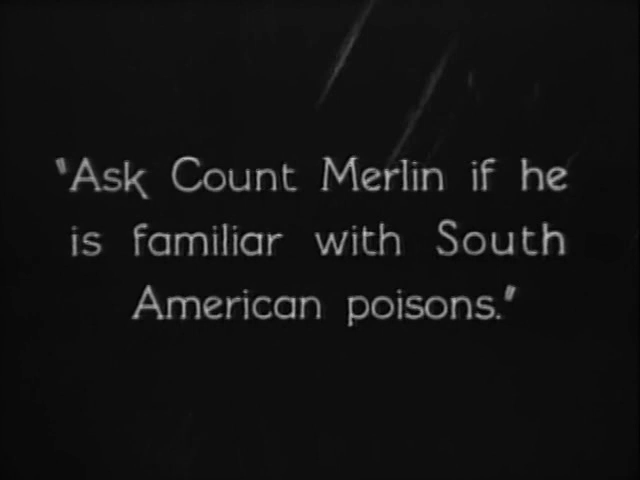 "Ask Count Merlin if he
is familiar with South
American poisons."